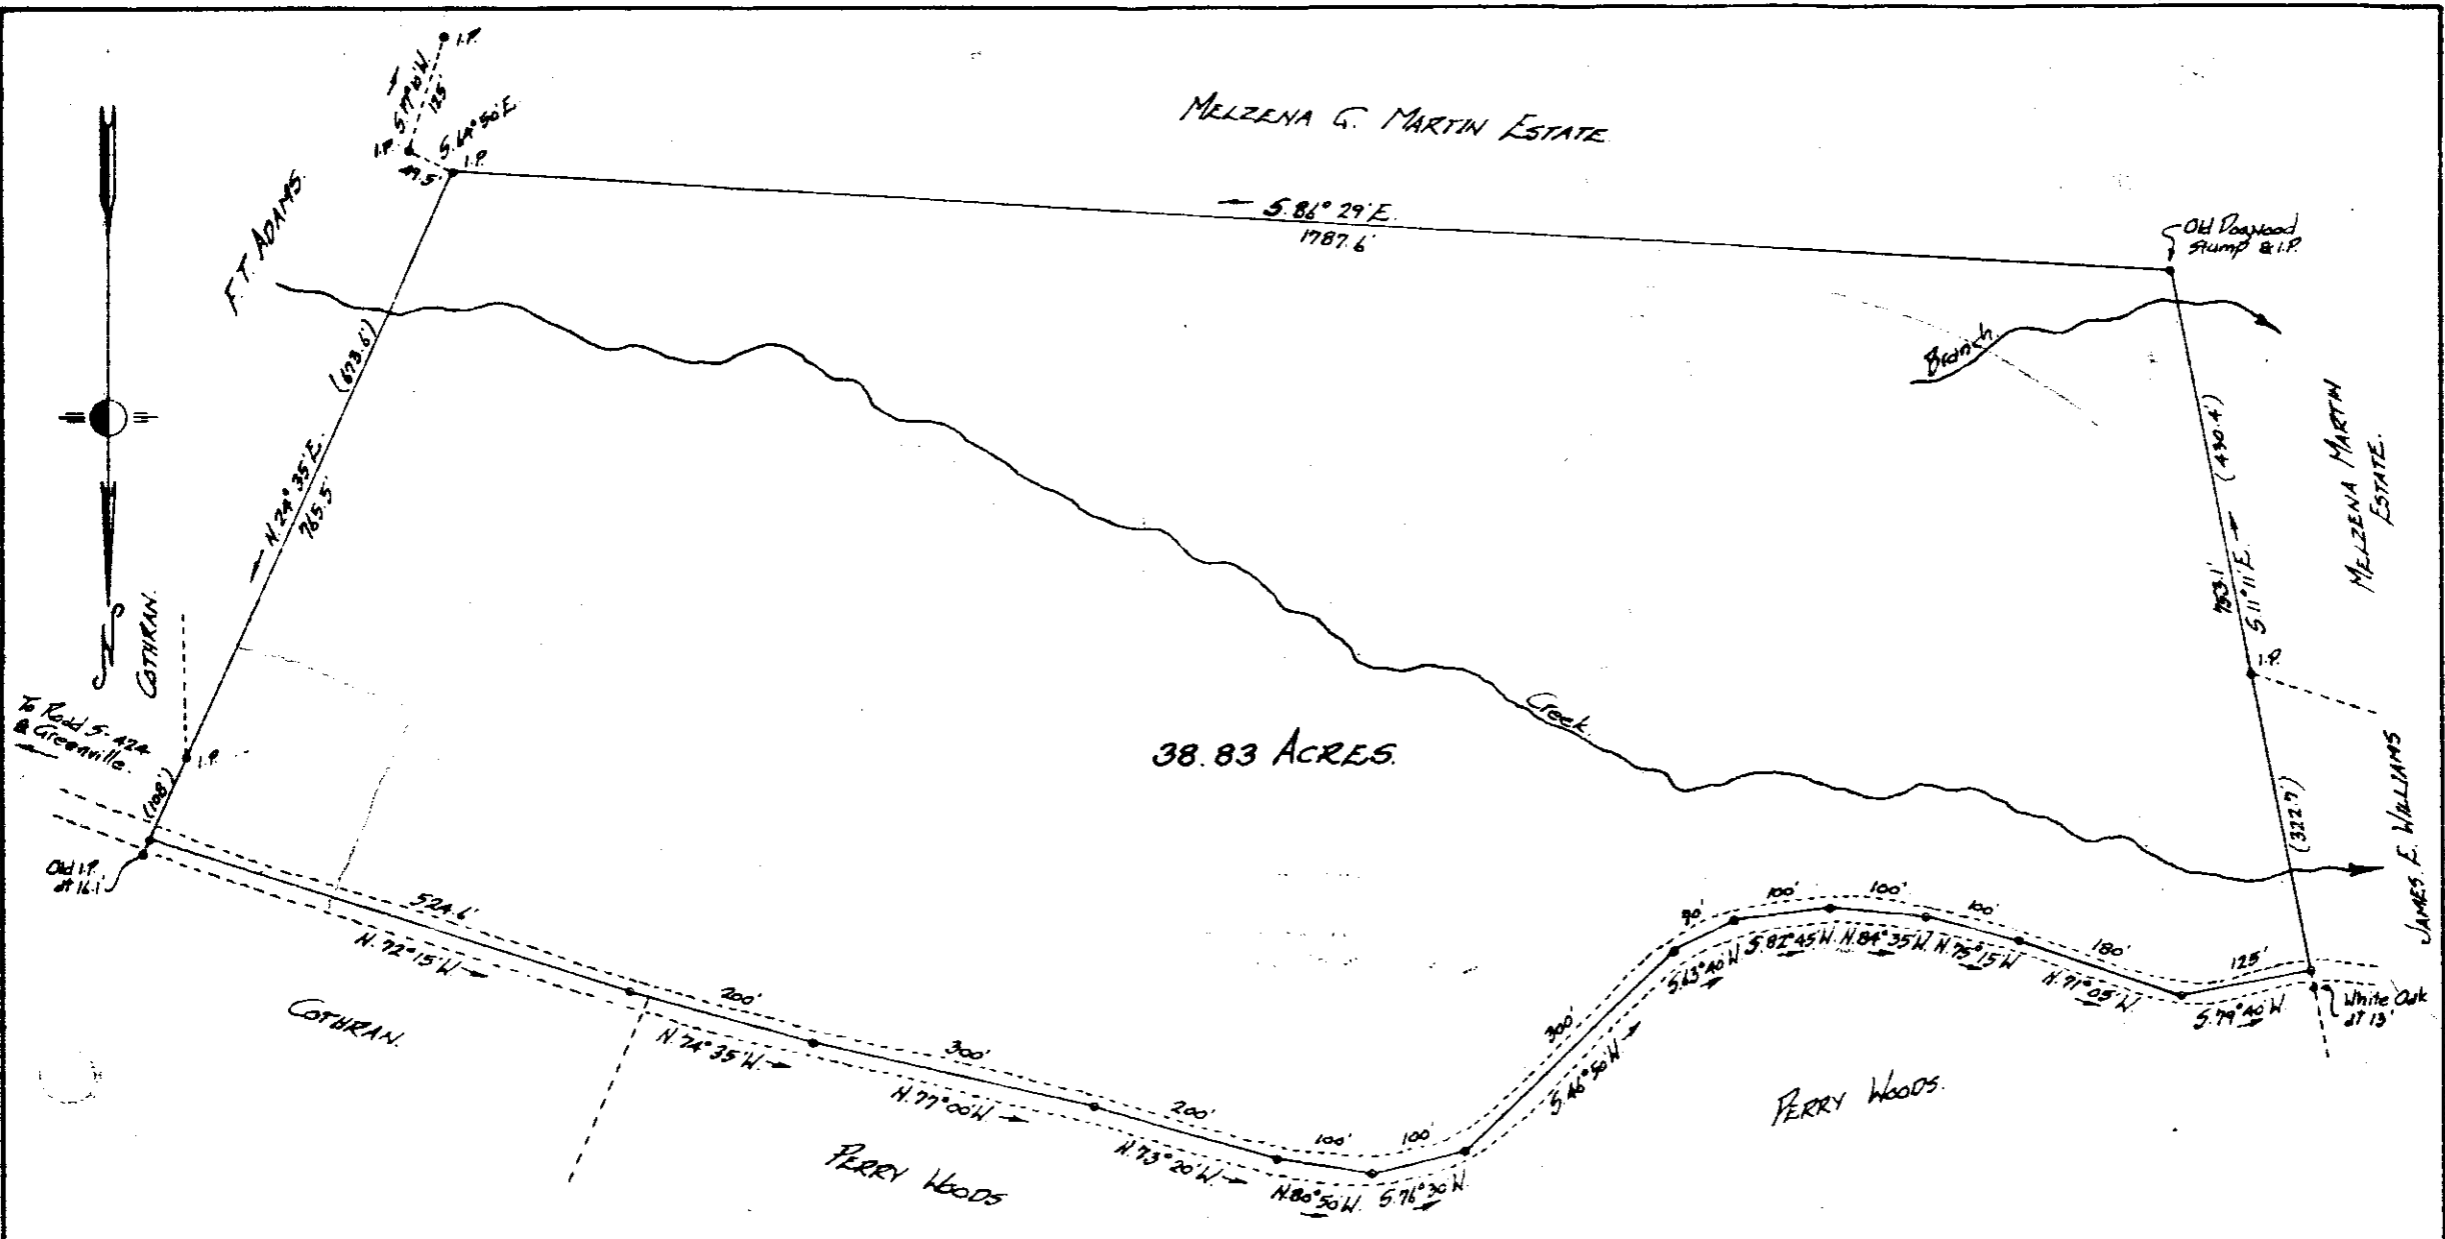 I.P.
S.17°10'W.
125'
I.P.
S.64°50'E.
I.P.
MELZENA G. MARTIN ESTATE
S.86°29'E.
1787.6'
Old Dogwood
Stump & I.P.
F.T. ADAMS.
(673.6')
N.24°35'E.
765.5'
Branch.
(430.4')
753.1'
S.11°11'E.
MELZENA MARTIN
ESTATE.
I.P.
N
COTHRAN.
To Road S-424
& Greenville.
I.P.
(108')
Old I.P.
at 16.1'
Creek.
38.83 ACRES.
(322.7')
JAMES. E. WILLIAMS
524.6'
200'
300'
200'
100'
100'
300'
70'
100'
100'
100'
180'
125'
N.72°15'W.
N.74°35'W.
N.77°00'W.
N.73°20'W.
N.80°50'W.
S.76°30'W.
S.46°50'W.
S.63°40'W.
S.82°45'W.
N.84°35'W.
N.75°15'W
N.71°05'W.
S.79°40'W.
White Oak
at 13'
COTHRAN.
PERRY WOODS
PERRY WOODS.